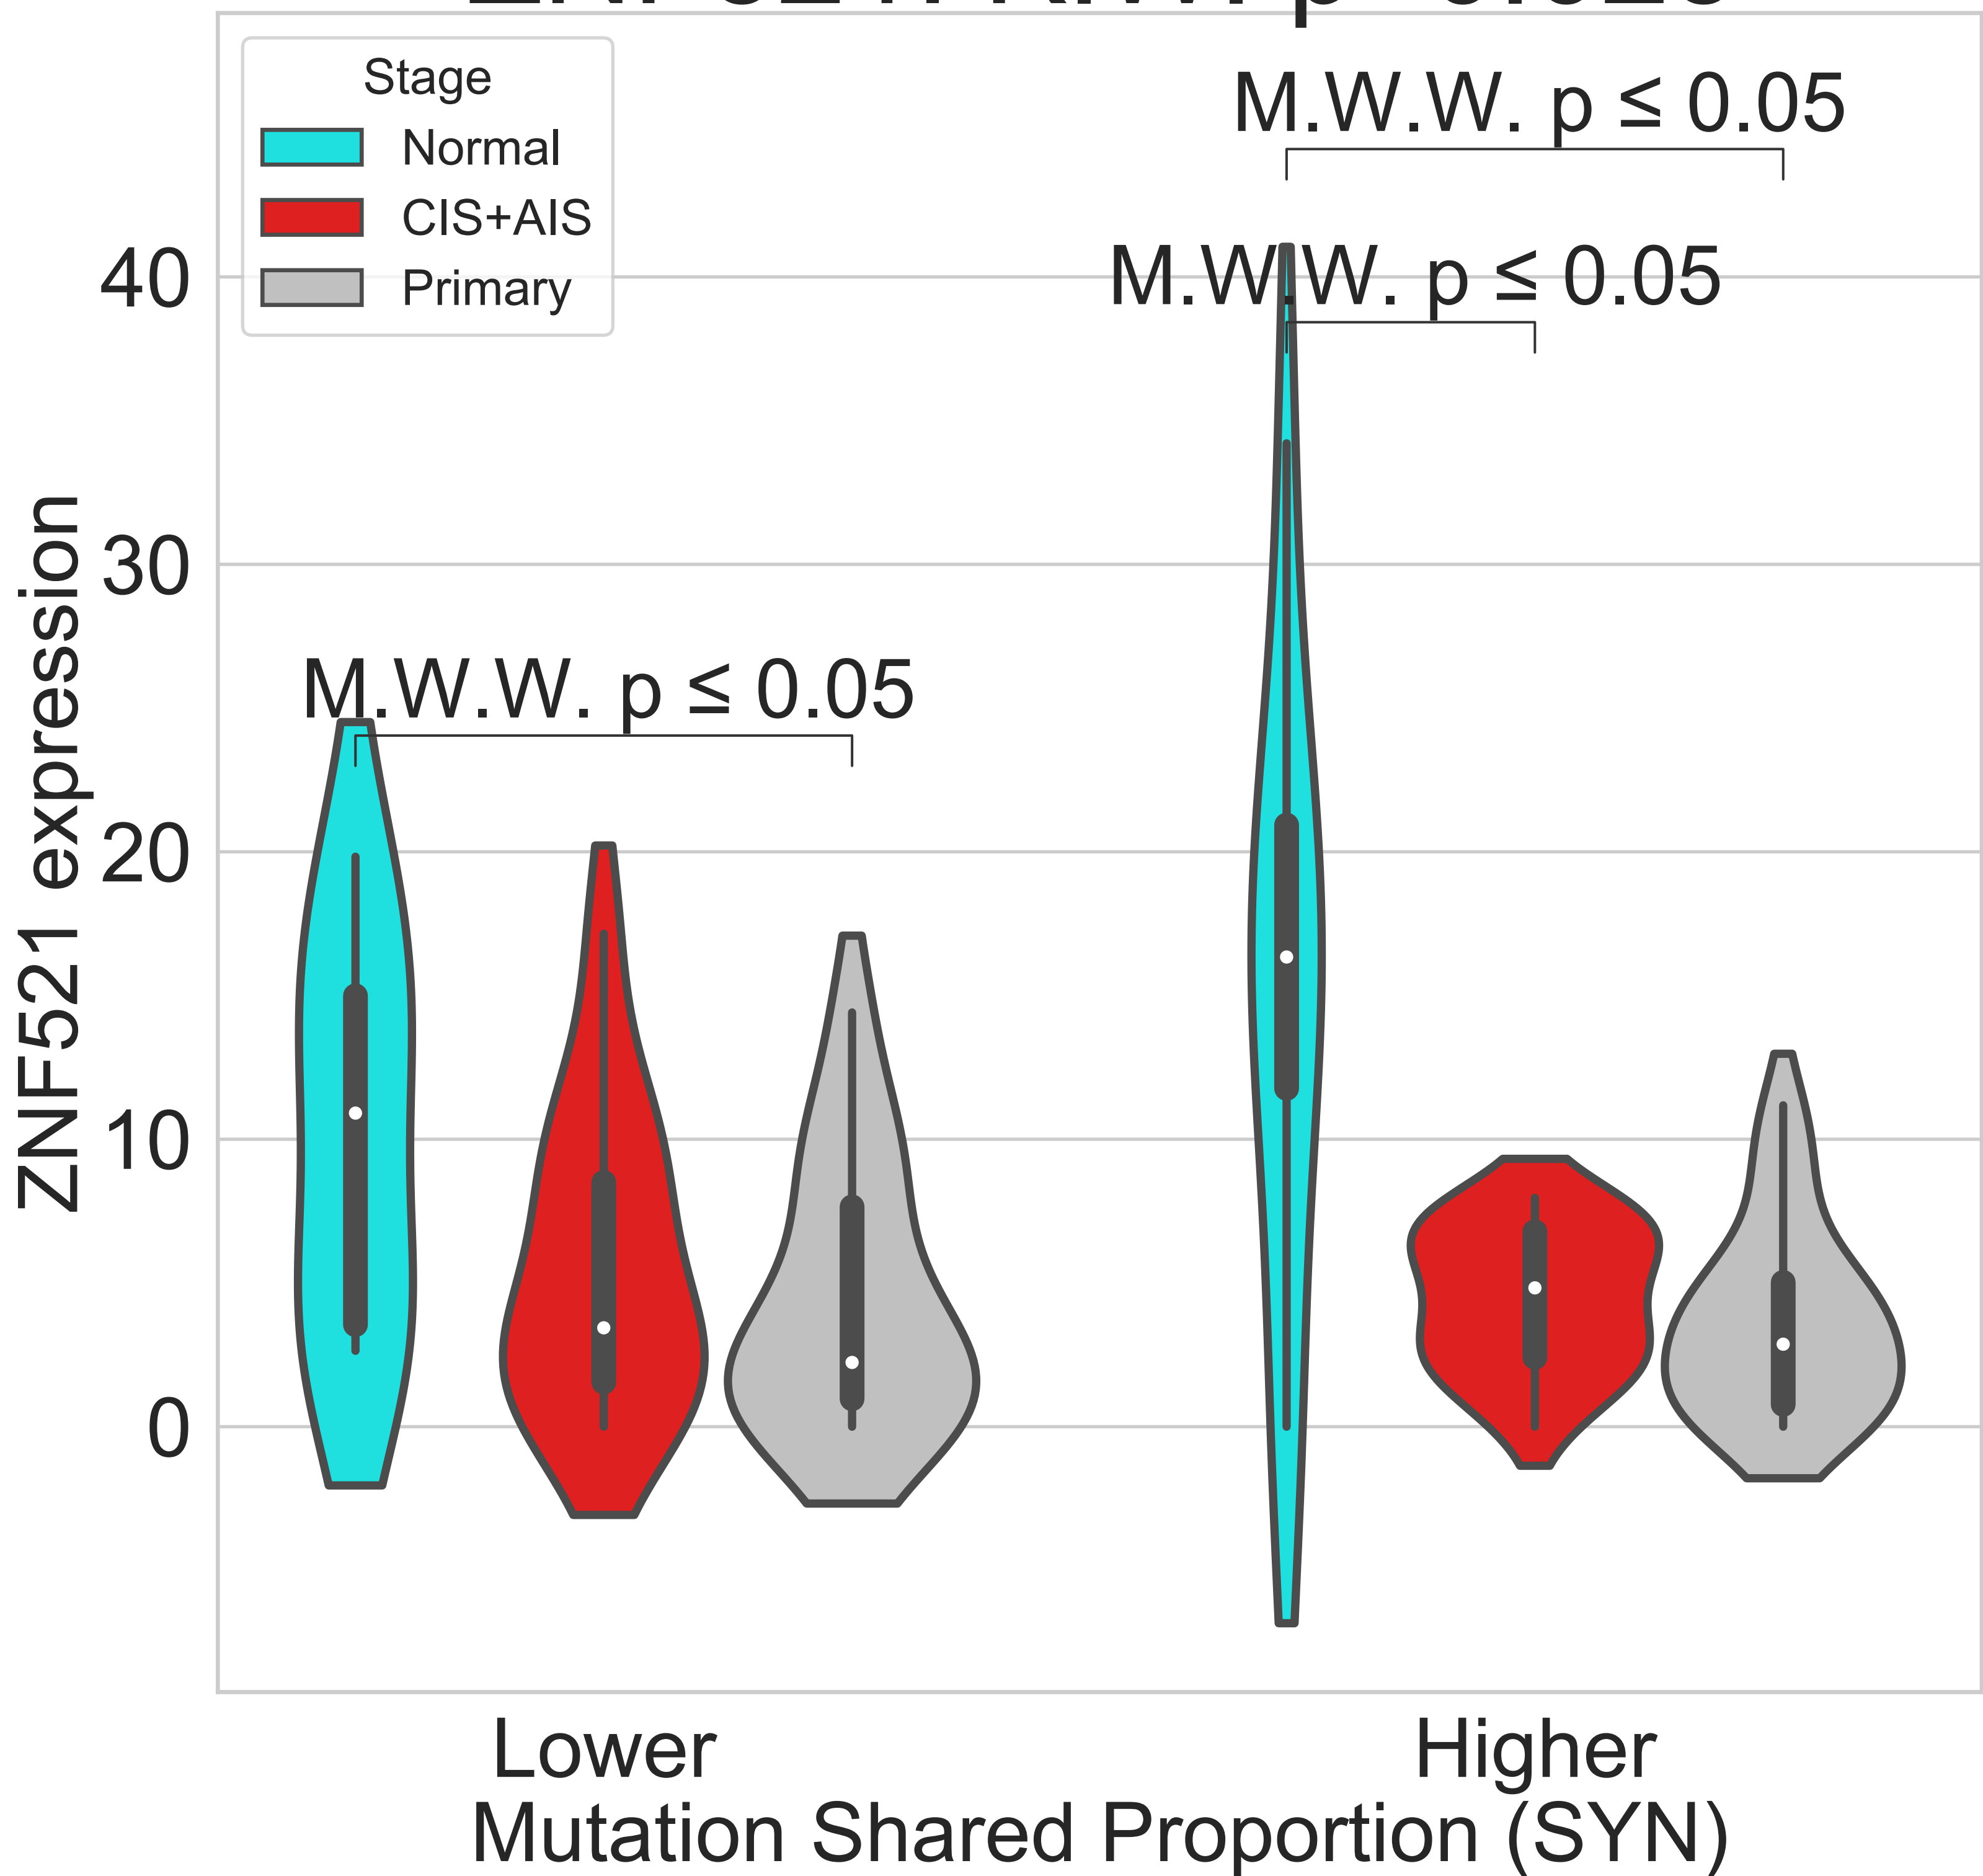 Stage
Normal
CIS+AIS
Primary
M.W.W. p ≤ 0.05
M.W.W. p ≤ 0.05
M.W.W. p ≤ 0.05
40
30
20
10
0
ZNF521 expression
Lower
Higher
Mutation Shared Proportion (SYN)